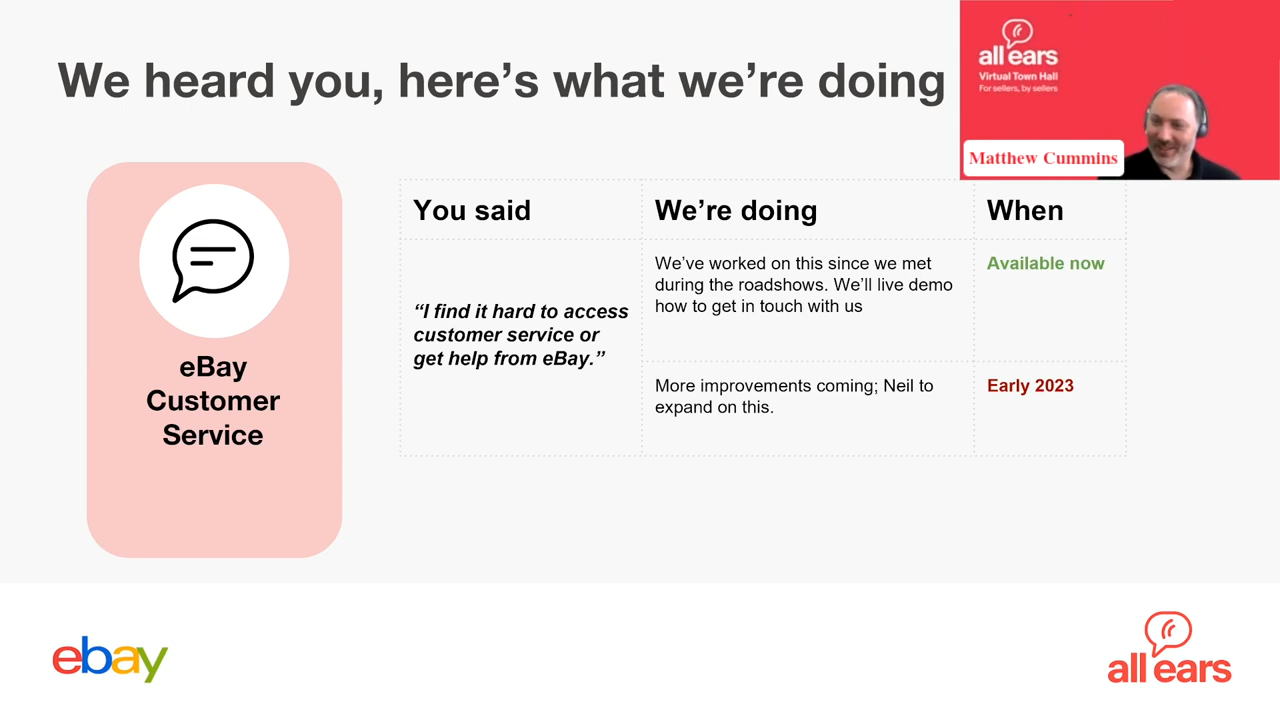 We heard you, here’s what we’re doing
all ears
Virtual Town Hall
For sellers, by sellers
Matthew Cummins
eBay
Customer
Service
You said
We’re doing
When
“I find it hard to access
customer service or
get help from eBay.”
We’ve worked on this since we met
during the roadshows. We’ll live demo
how to get in touch with us
Available now
More improvements coming; Neil to
expand on this.
Early 2023
ebay
all ears